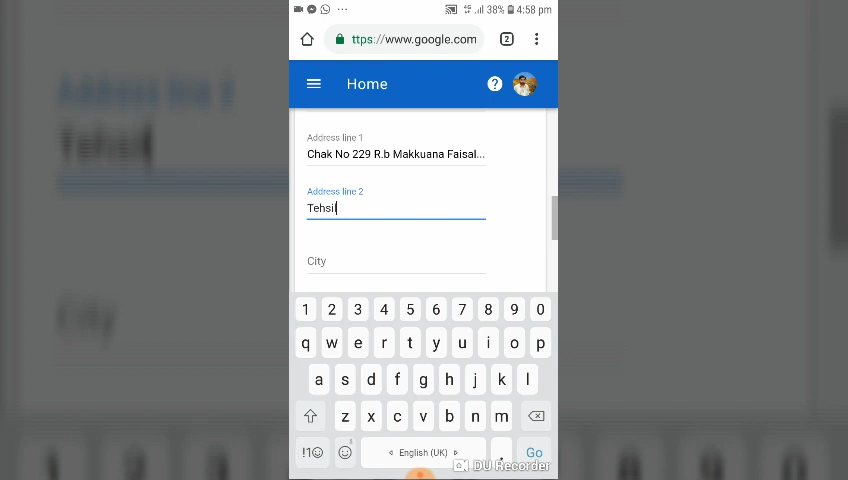 ... 38% 4:58 pm
ttps://www.google.com 2
Home
Address line 1
Chak No 229 R.b Makkuana Faisal...
Address line 2
Tehsil
City
1 2 3 4 5 6 7 8 9 0
q w e r t y u i o p
a s d f g h j k l
z x c v b n m
!1☺ English (UK) . Go
DU Recorder